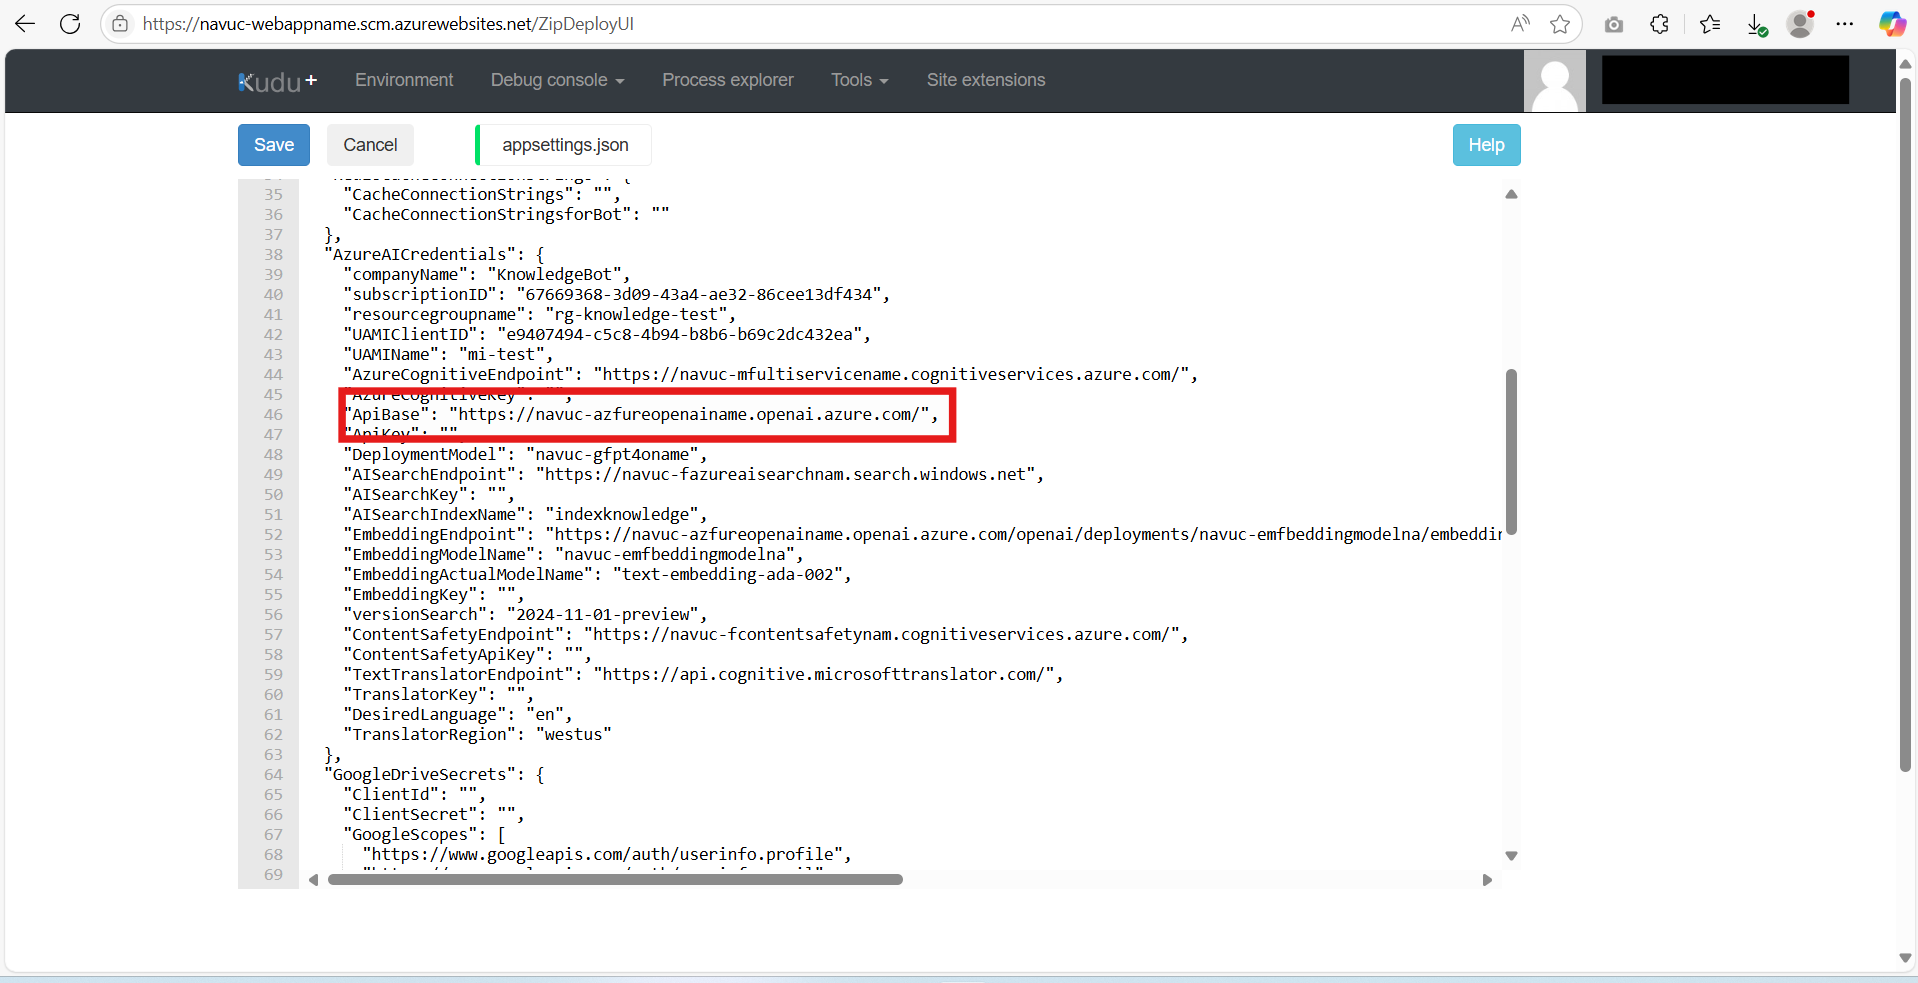 https://navuc-webappname.scm.azurewebsites.net/ZipDeployUI
Kudu+ Environment Debug console Process explorer Tools Site extensions
Save Cancel appsettings.json Help
35 "CacheConnectionStrings": "",
36 "CacheConnectionStringsforBot": ""
37 },
38 "AzureAICredentials": {
39 "companyName": "KnowledgeBot",
40 "subscriptionID": "67669368-3d09-43a4-ae32-86cee13df434",
41 "resourcegroupname": "rg-knowledge-test",
42 "UAMIClientID": "e9407494-c5c8-4b94-b8b6-b69c2dc432ea",
43 "UAMIName": "mi-test",
44 "AzureCognitiveEndpoint": "https://navuc-mfultiservicename.cognitiveservices.azure.com/",
45 "AzureCognitiveKey": "",
46 "ApiBase": "https://navuc-azfureopenainame.openai.azure.com/",
47 "ApiKey": "",
48 "DeploymentModel": "navuc-gfpt4oname",
49 "AISearchEndpoint": "https://navuc-fazureaisearchnam.search.windows.net",
50 "AISearchKey": "",
51 "AISearchIndexName": "indexknowledge",
52 "EmbeddingEndpoint": "https://navuc-azfureopenainame.openai.azure.com/openai/deployments/navuc-emfbeddingmodelna/embeddin
53 "EmbeddingModelName": "navuc-emfbeddingmodelna",
54 "EmbeddingActualModelName": "text-embedding-ada-002",
55 "EmbeddingKey": "",
56 "versionSearch": "2024-11-01-preview",
57 "ContentSafetyEndpoint": "https://navuc-fcontentsafetynam.cognitiveservices.azure.com/",
58 "ContentSafetyApiKey": "",
59 "TextTranslatorEndpoint": "https://api.cognitive.microsofttranslator.com/",
60 "TranslatorKey": "",
61 "DesiredLanguage": "en",
62 "TranslatorRegion": "westus"
63 },
64 "GoogleDriveSecrets": {
65 "ClientId": "",
66 "ClientSecret": "",
67 "GoogleScopes": [
68 "https://www.googleapis.com/auth/userinfo.profile",
69